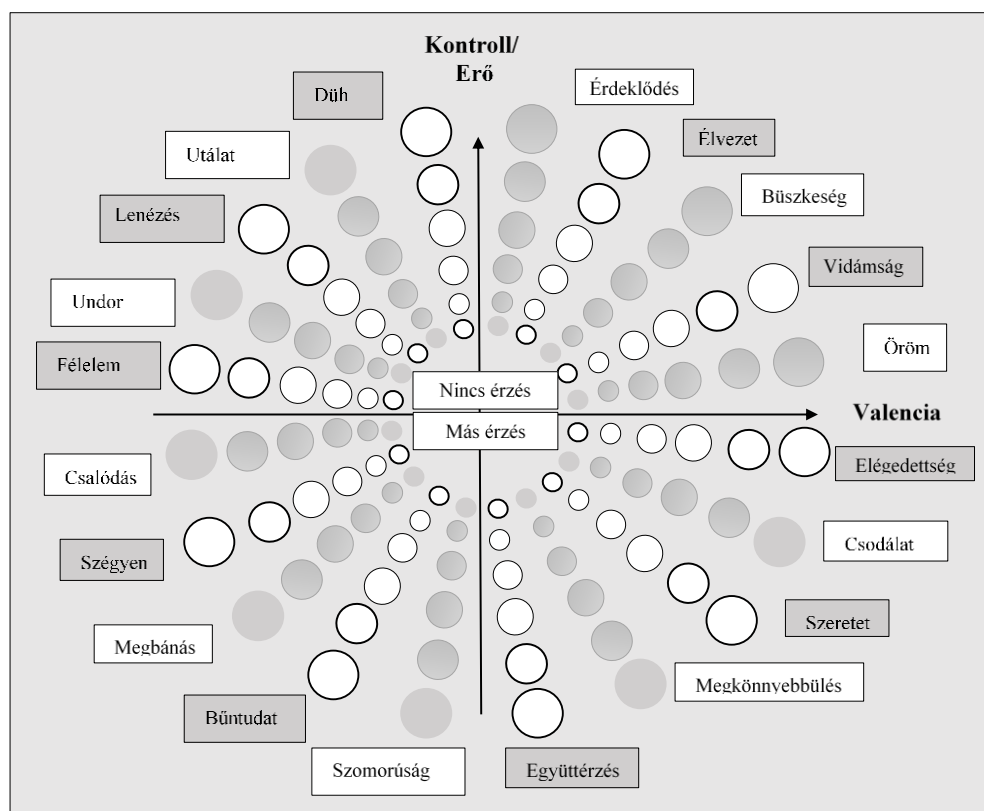 Kontroll/
Erő
Düh
Érdeklődés
Utálat
Élvezet
Lenézés
Büszkeség
Undor
Vidámság
Félelem
Öröm
Nincs érzés
Más érzés
Valencia
Csalódás
Elégedettség
Szégyen
Csodálat
Megbánás
Szeretet
Bűntudat
Megkönnyebbülés
Szomorúság
Együttérzés